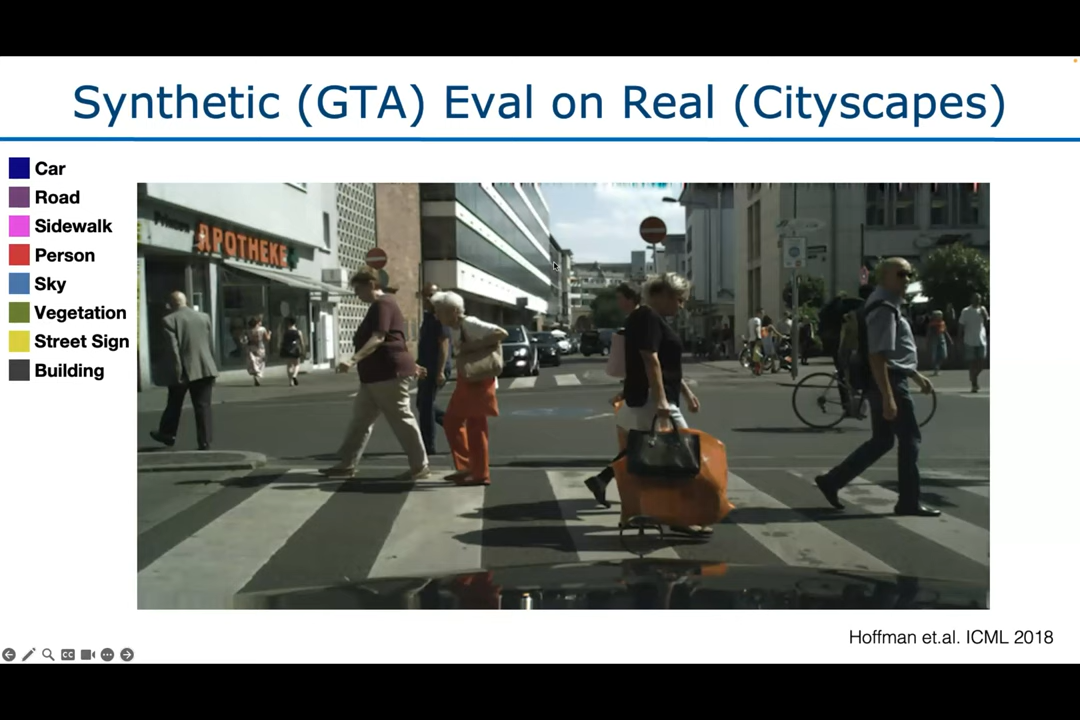 Synthetic (GTA) Eval on Real (Cityscapes)
Car
Road
Sidewalk
Person
Sky
Vegetation
Street Sign
Building
APOTHEKE
Hoffman et.al. ICML 2018